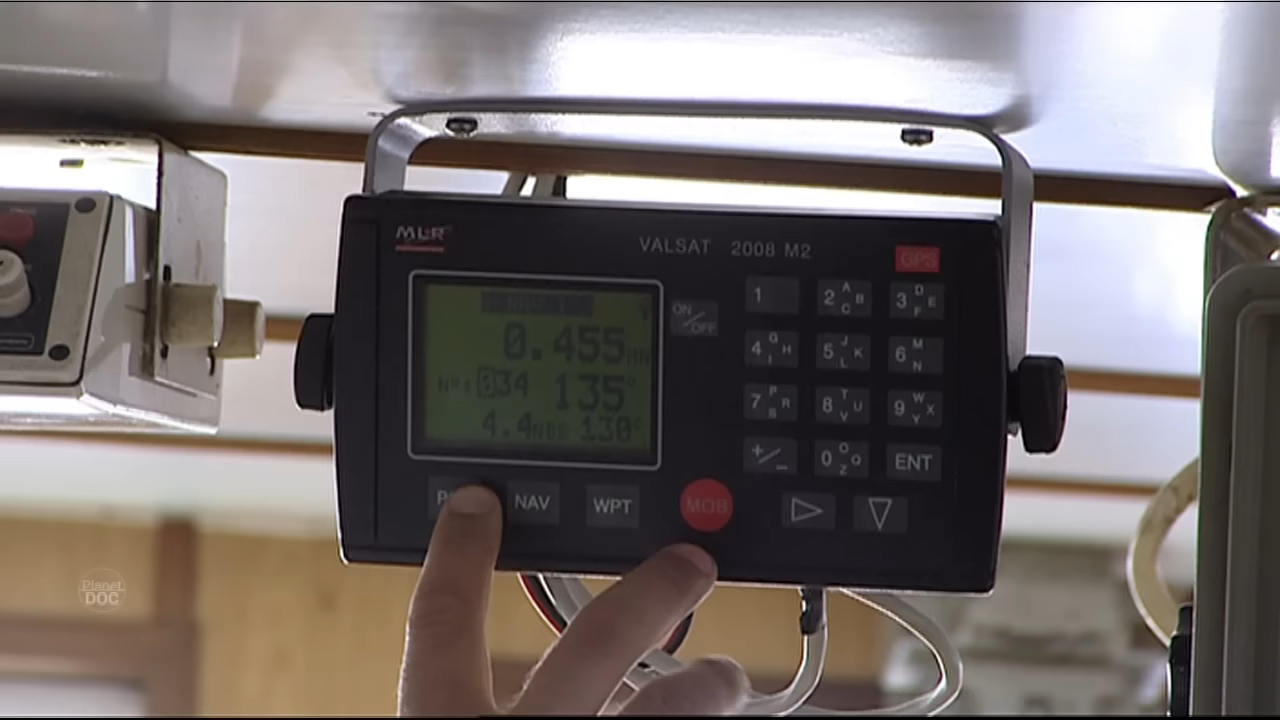 MLR
VALSAT 2008 M2
GPS
ON/OFF
0.455
034 135°
4.4 130°
1
2 A B C
3 D E F
4 G H I
5 J K L
6 M N
7 P R S
8 T U V
9 W X Y
+/-
0 O Q Z
ENT
NAV
WPT
MOB
Planet
DOC